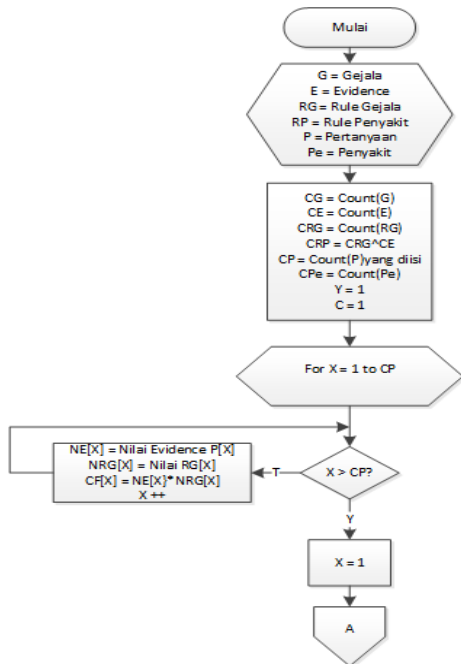 Mulai
G = Gejala
E = Evidence
RG = Rule Gejala
RP = Rule Penyakit
P = Pertanyaan
Pe = Penyakit
CG = Count(G)
CE = Count(E)
CRG = Count(RG)
CRP = CRG^CE
CP = Count(P)yang diisi
CPe = Count(Pe)
Y = 1
C = 1
For X = 1 to CP
NE[X] = Nilai Evidence P[X]
NRG[X] = Nilai RG[X]
CF[X] = NE[X}* NRG[X]
X ++
T
X > CP?
Y
X = 1
A